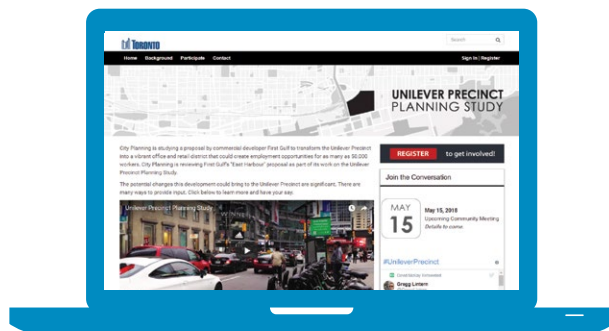 Search
TORONTO
Home Background Participate Contact
Sign In | Register
UNILEVER PRECINCT
PLANNING STUDY
City Planning is studying a proposal by commercial developer First Gulf to transform the Unilever Precinct
into a vibrant office and retail district that could create employment opportunities for as many as 50,000
workers. City Planning is reviewing First Gulf's "East Harbour" proposal as part of its work on the Unilever
Precinct Planning Study.
The potential changes this development could bring to the Unilever Precinct are significant. There are
many ways to provide input. Click below to learn more and have your say.
Unilever Precinct Planning Study
REGISTER to get involved!
Join the Conversation
MAY
15
May 15, 2018
Upcoming Community Meeting
Details to come.
#UnileverPrecinct
Gregg Lintern